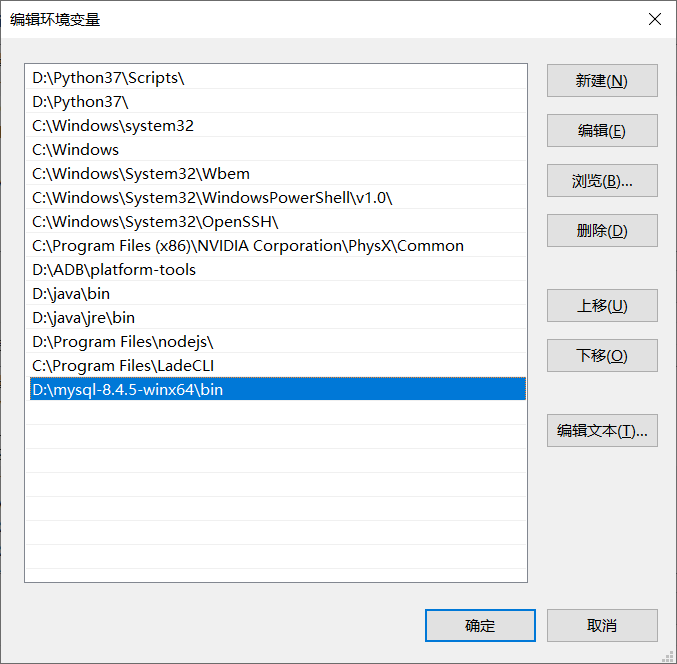 编辑环境变量
D:\Python37\Scripts\
D:\Python37\
C:\Windows\system32
C:\Windows
C:\Windows\System32\Wbem
C:\Windows\System32\WindowsPowerShell\v1.0\
C:\Windows\System32\OpenSSH\
C:\Program Files (x86)\NVIDIA Corporation\PhysX\Common
D:\ADB\platform-tools
D:\java\bin
D:\java\jre\bin
D:\Program Files\nodejs\
C:\Program Files\LadeCLI
D:\mysql-8.4.5-winx64\bin
新建(N)
编辑(E)
浏览(B)...
删除(D)
上移(U)
下移(O)
编辑文本(T)...
确定
取消